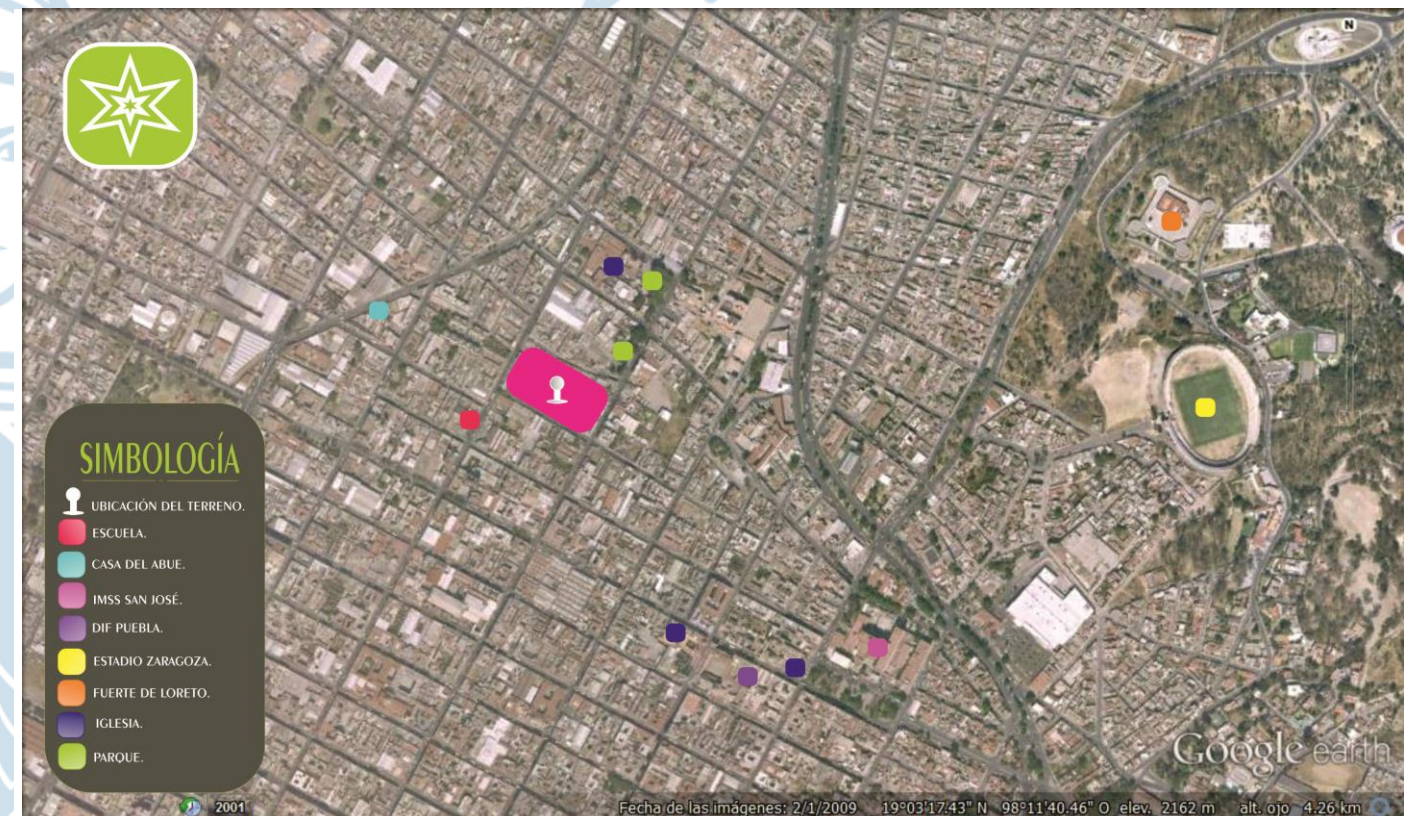 N
SIMBOLOGÍA
UBICACIÓN DEL TERRENO.
ESCUELA.
CASA DEL ABUE.
IMSS SAN JOSÉ.
DIF PUEBLA.
ESTADIO ZARAGOZA.
FUERTE DE LORETO.
IGLESIA.
PARQUE.
Google earth
2001
Fecha de las imágenes: 2/1/2009 19°03'17.43" N 98°11'40.46" O elev. 2162 m alt. ojo 4.26 km